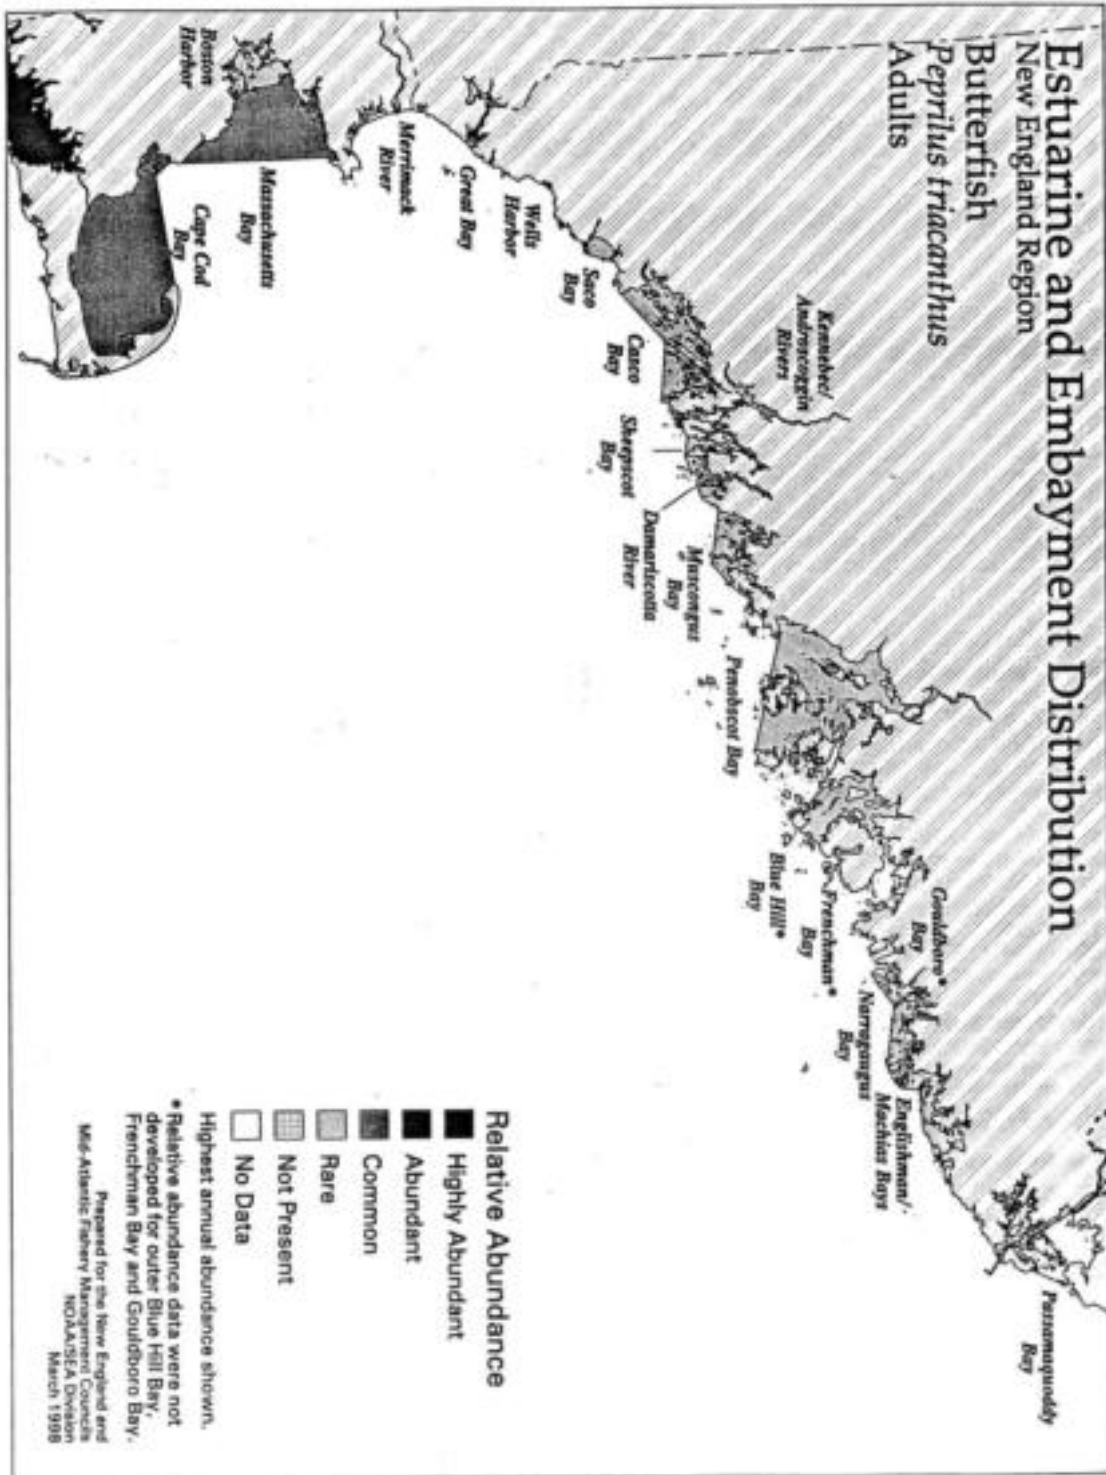 Estuarine and Embayment Distribution
New England Region
Butterfish
Peprilus triacanthus
Adults
Passamaquoddy
Bay
Englishman/
Machias Bays
Narraguagus
Bay
Gouldboro*
Bay
Frenchman*
Bay
Blue Hill*
Bay
Penobscot Bay
Muscongus
Bay
Damariscotta
River
Sheepscot
Bay
Kennebec/
Androscoggin
Rivers
Casco
Bay
Saco
Bay
Wells
Harbor
Great Bay
Merrimack
River
Massachusetts
Bay
Boston
Harbor
Cape Cod
Bay
Relative Abundance
Highly Abundant
Abundant
Common
Rare
Not Present
No Data
Highest annual abundance shown.
* Relative abundance data were not
developed for outer Blue Hill Bay,
Frenchman Bay and Gouldboro Bay.
Prepared for the New England and
Mid-Atlantic Fishery Management Councils
NOAA/SEA Division
March 1998